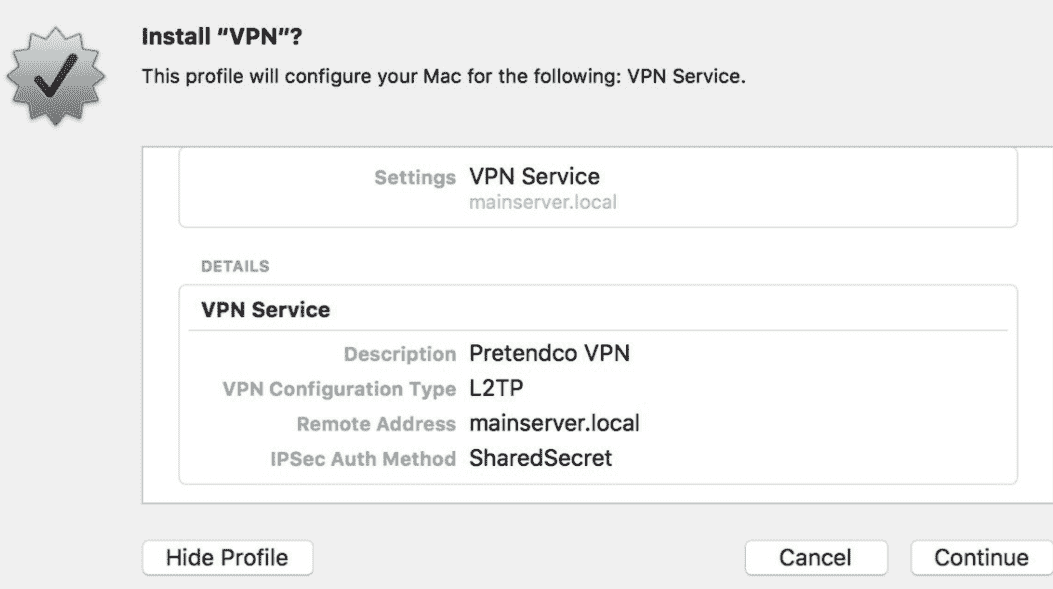 Install “VPN”?
This profile will configure your Mac for the following: VPN Service.
Settings VPN Service
mainserver.local
DETAILS
VPN Service
Description Pretendco VPN
VPN Configuration Type L2TP
Remote Address mainserver.local
IPSec Auth Method SharedSecret
Hide Profile Cancel Continue